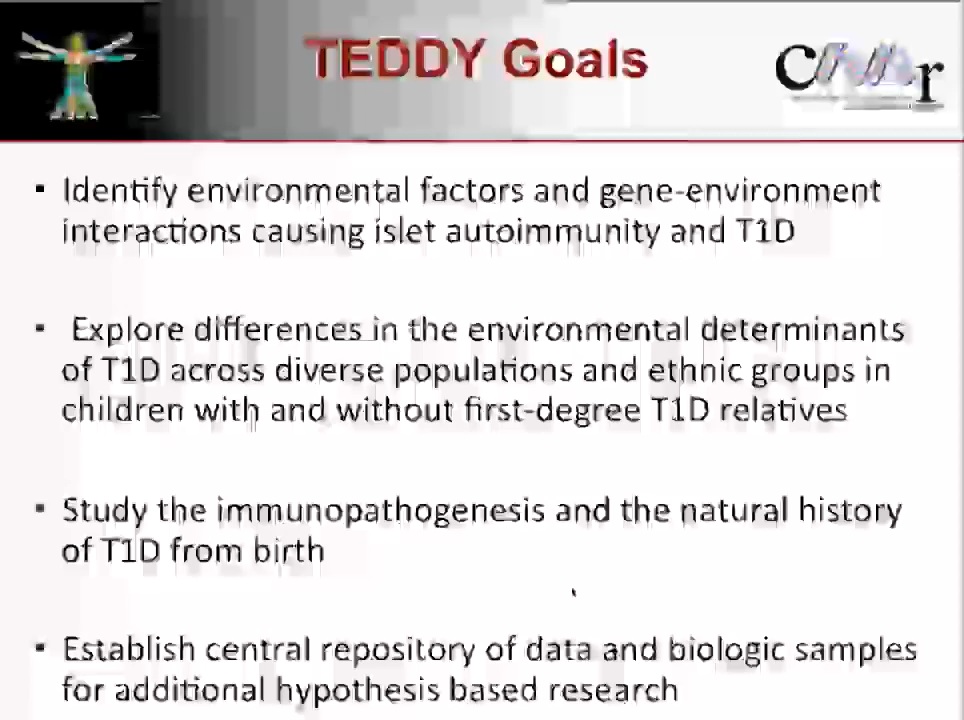 TEDDY Goals
▪ Identify environmental factors and gene-environment
interactions causing islet autoimmunity and T1D
▪ Explore differences in the environmental determinants
of T1D across diverse populations and ethnic groups in
children with and without first-degree T1D relatives
▪ Study the immunopathogenesis and the natural history
of T1D from birth
▪ Establish central repository of data and biologic samples
for additional hypothesis based research